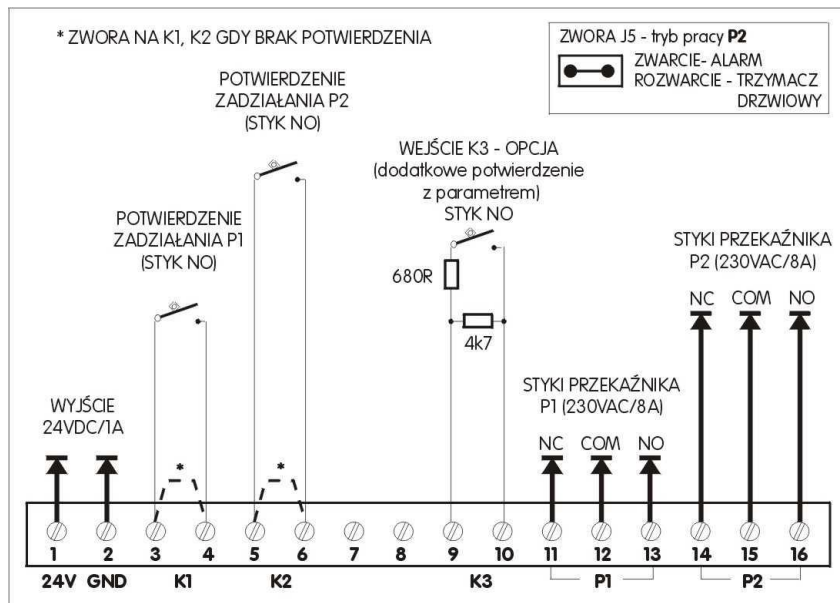 * ZWORA NA K1, K2 GDY BRAK POTWIERDZENIA
ZWORA J5 - tryb pracy P2
ZWARCIE- ALARM
ROZWARCIE - TRZYMACZ
DRZWIOWY
POTWIERDZENIE
ZADZIAŁANIA P2
(STYK NO)
WEJŚCIE K3 - OPCJA
(dodatkowe potwierdzenie
z parametrem)
STYK NO
POTWIERDZENIE
ZADZIAŁANIA P1
(STYK NO)
STYKI PRZEKAŹNIKA
P2 (230VAC/8A)
680R
NC COM NO
4k7
STYKI PRZEKAŹNIKA
P1 (230VAC/8A)
WYJŚCIE
24VDC/1A
NC COM NO
* *
1 2 3 4 5 6 7 8 9 10 11 12 13 14 15 16
24V GND K1 K2 K3 P1 P2